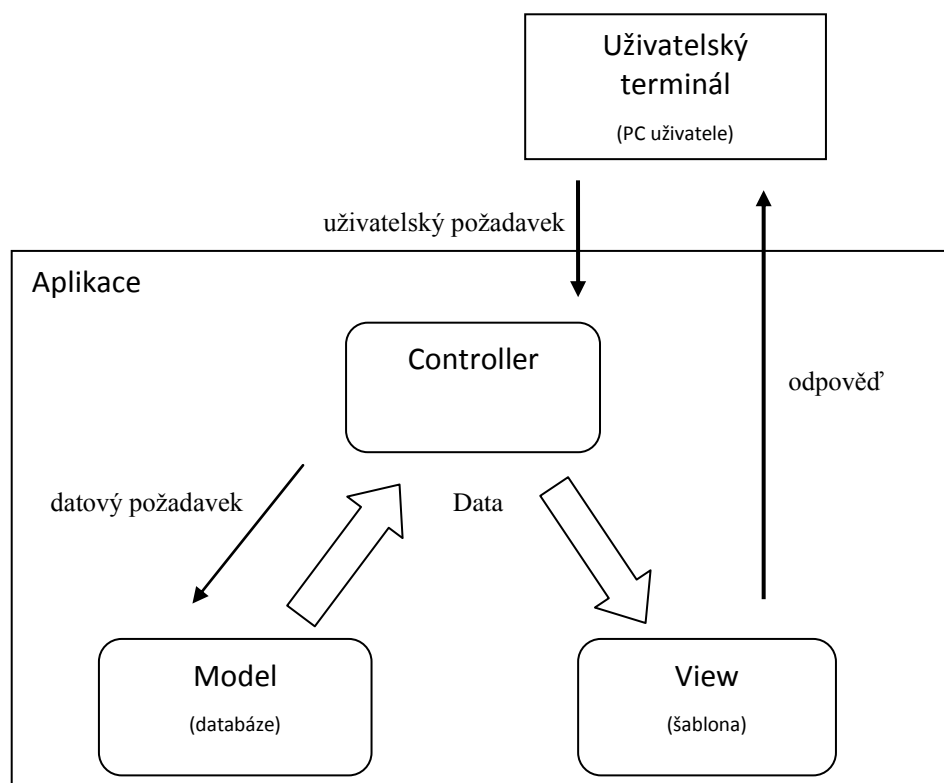 Uživatelský
terminál
(PC uživatele)
uživatelský požadavek
Aplikace
Controller
odpověď
datový požadavek
Data
Model
(databáze)
View
(šablona)